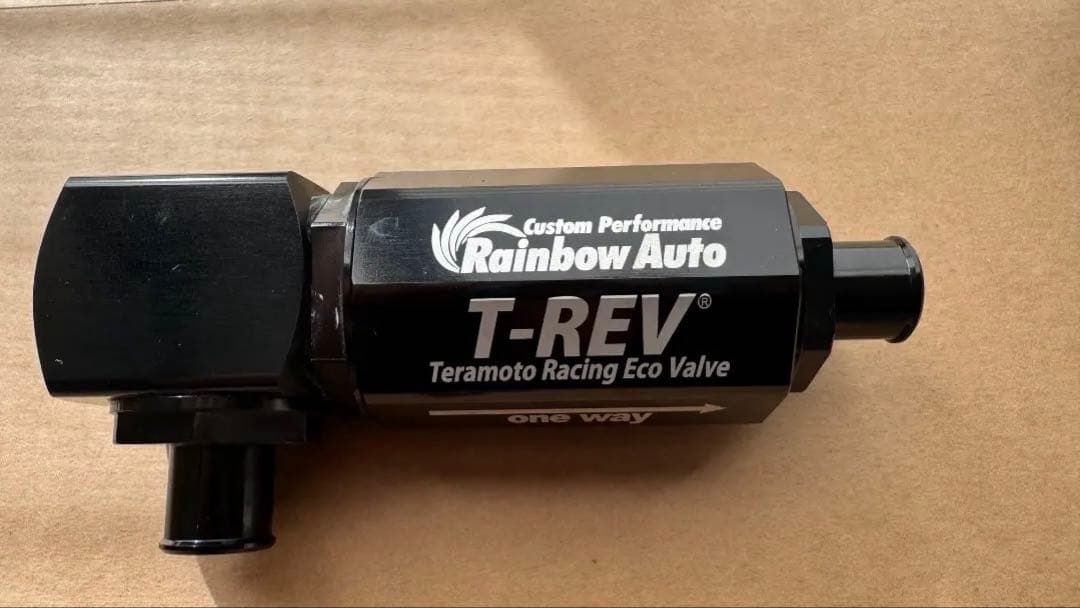 Custom Performance
Rainbow Auto
T-REV®
Teramoto Racing Eco Valve
one way